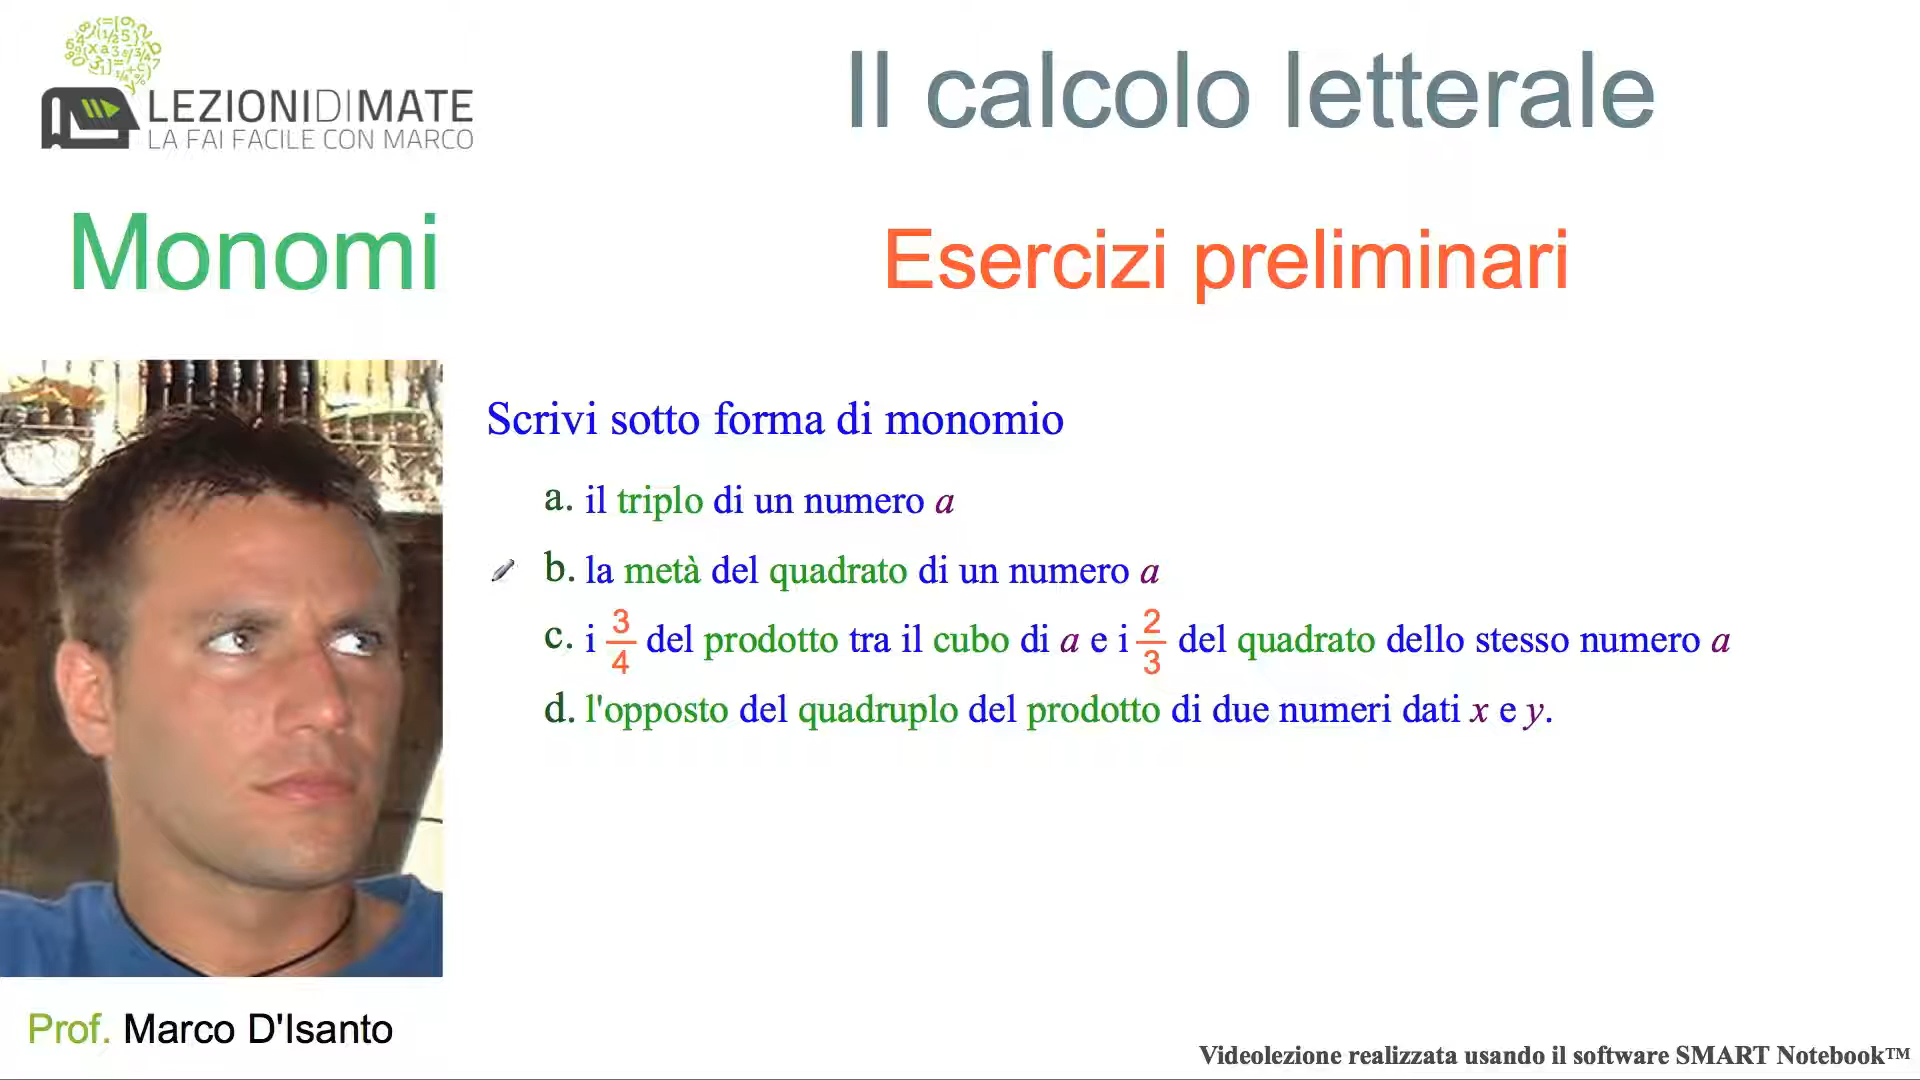 LEZIONIDIMATE
LA FAI FACILE CON MARCO
Il calcolo letterale
Monomi
Esercizi preliminari
Scrivi sotto forma di monomio
a. il triplo di un numero a
b. la metà del quadrato di un numero a
c. i 3/4 del prodotto tra il cubo di a e i 2/3 del quadrato dello stesso numero a
d. l'opposto del quadruplo del prodotto di due numeri dati x e y.
Prof. Marco D'Isanto
Videolezione realizzata usando il software SMART Notebook™